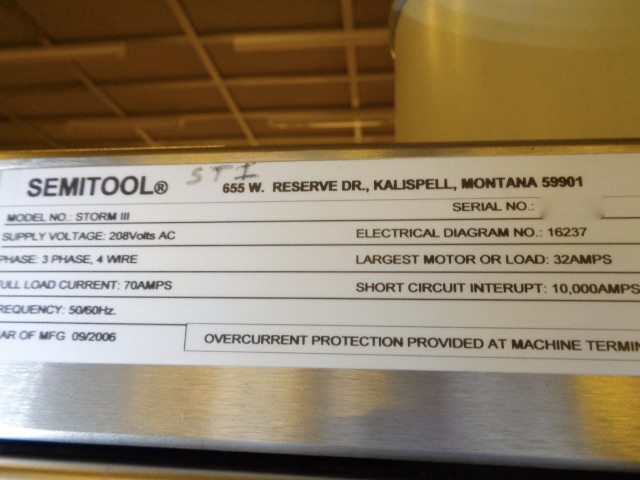 SEMITOOL® STI 655 W. RESERVE DR., KALISPELL, MONTANA 59901
MODEL NO.: STORM III SERIAL NO.:
SUPPLY VOLTAGE: 208Volts AC ELECTRICAL DIAGRAM NO.: 16237
PHASE: 3 PHASE, 4 WIRE LARGEST MOTOR OR LOAD: 32AMPS
FULL LOAD CURRENT: 70AMPS SHORT CIRCUIT INTERUPT: 10,000AMPS
FREQUENCY: 50/60Hz.
EAR OF MFG 09/2006 OVERCURRENT PROTECTION PROVIDED AT MACHINE TERMIN